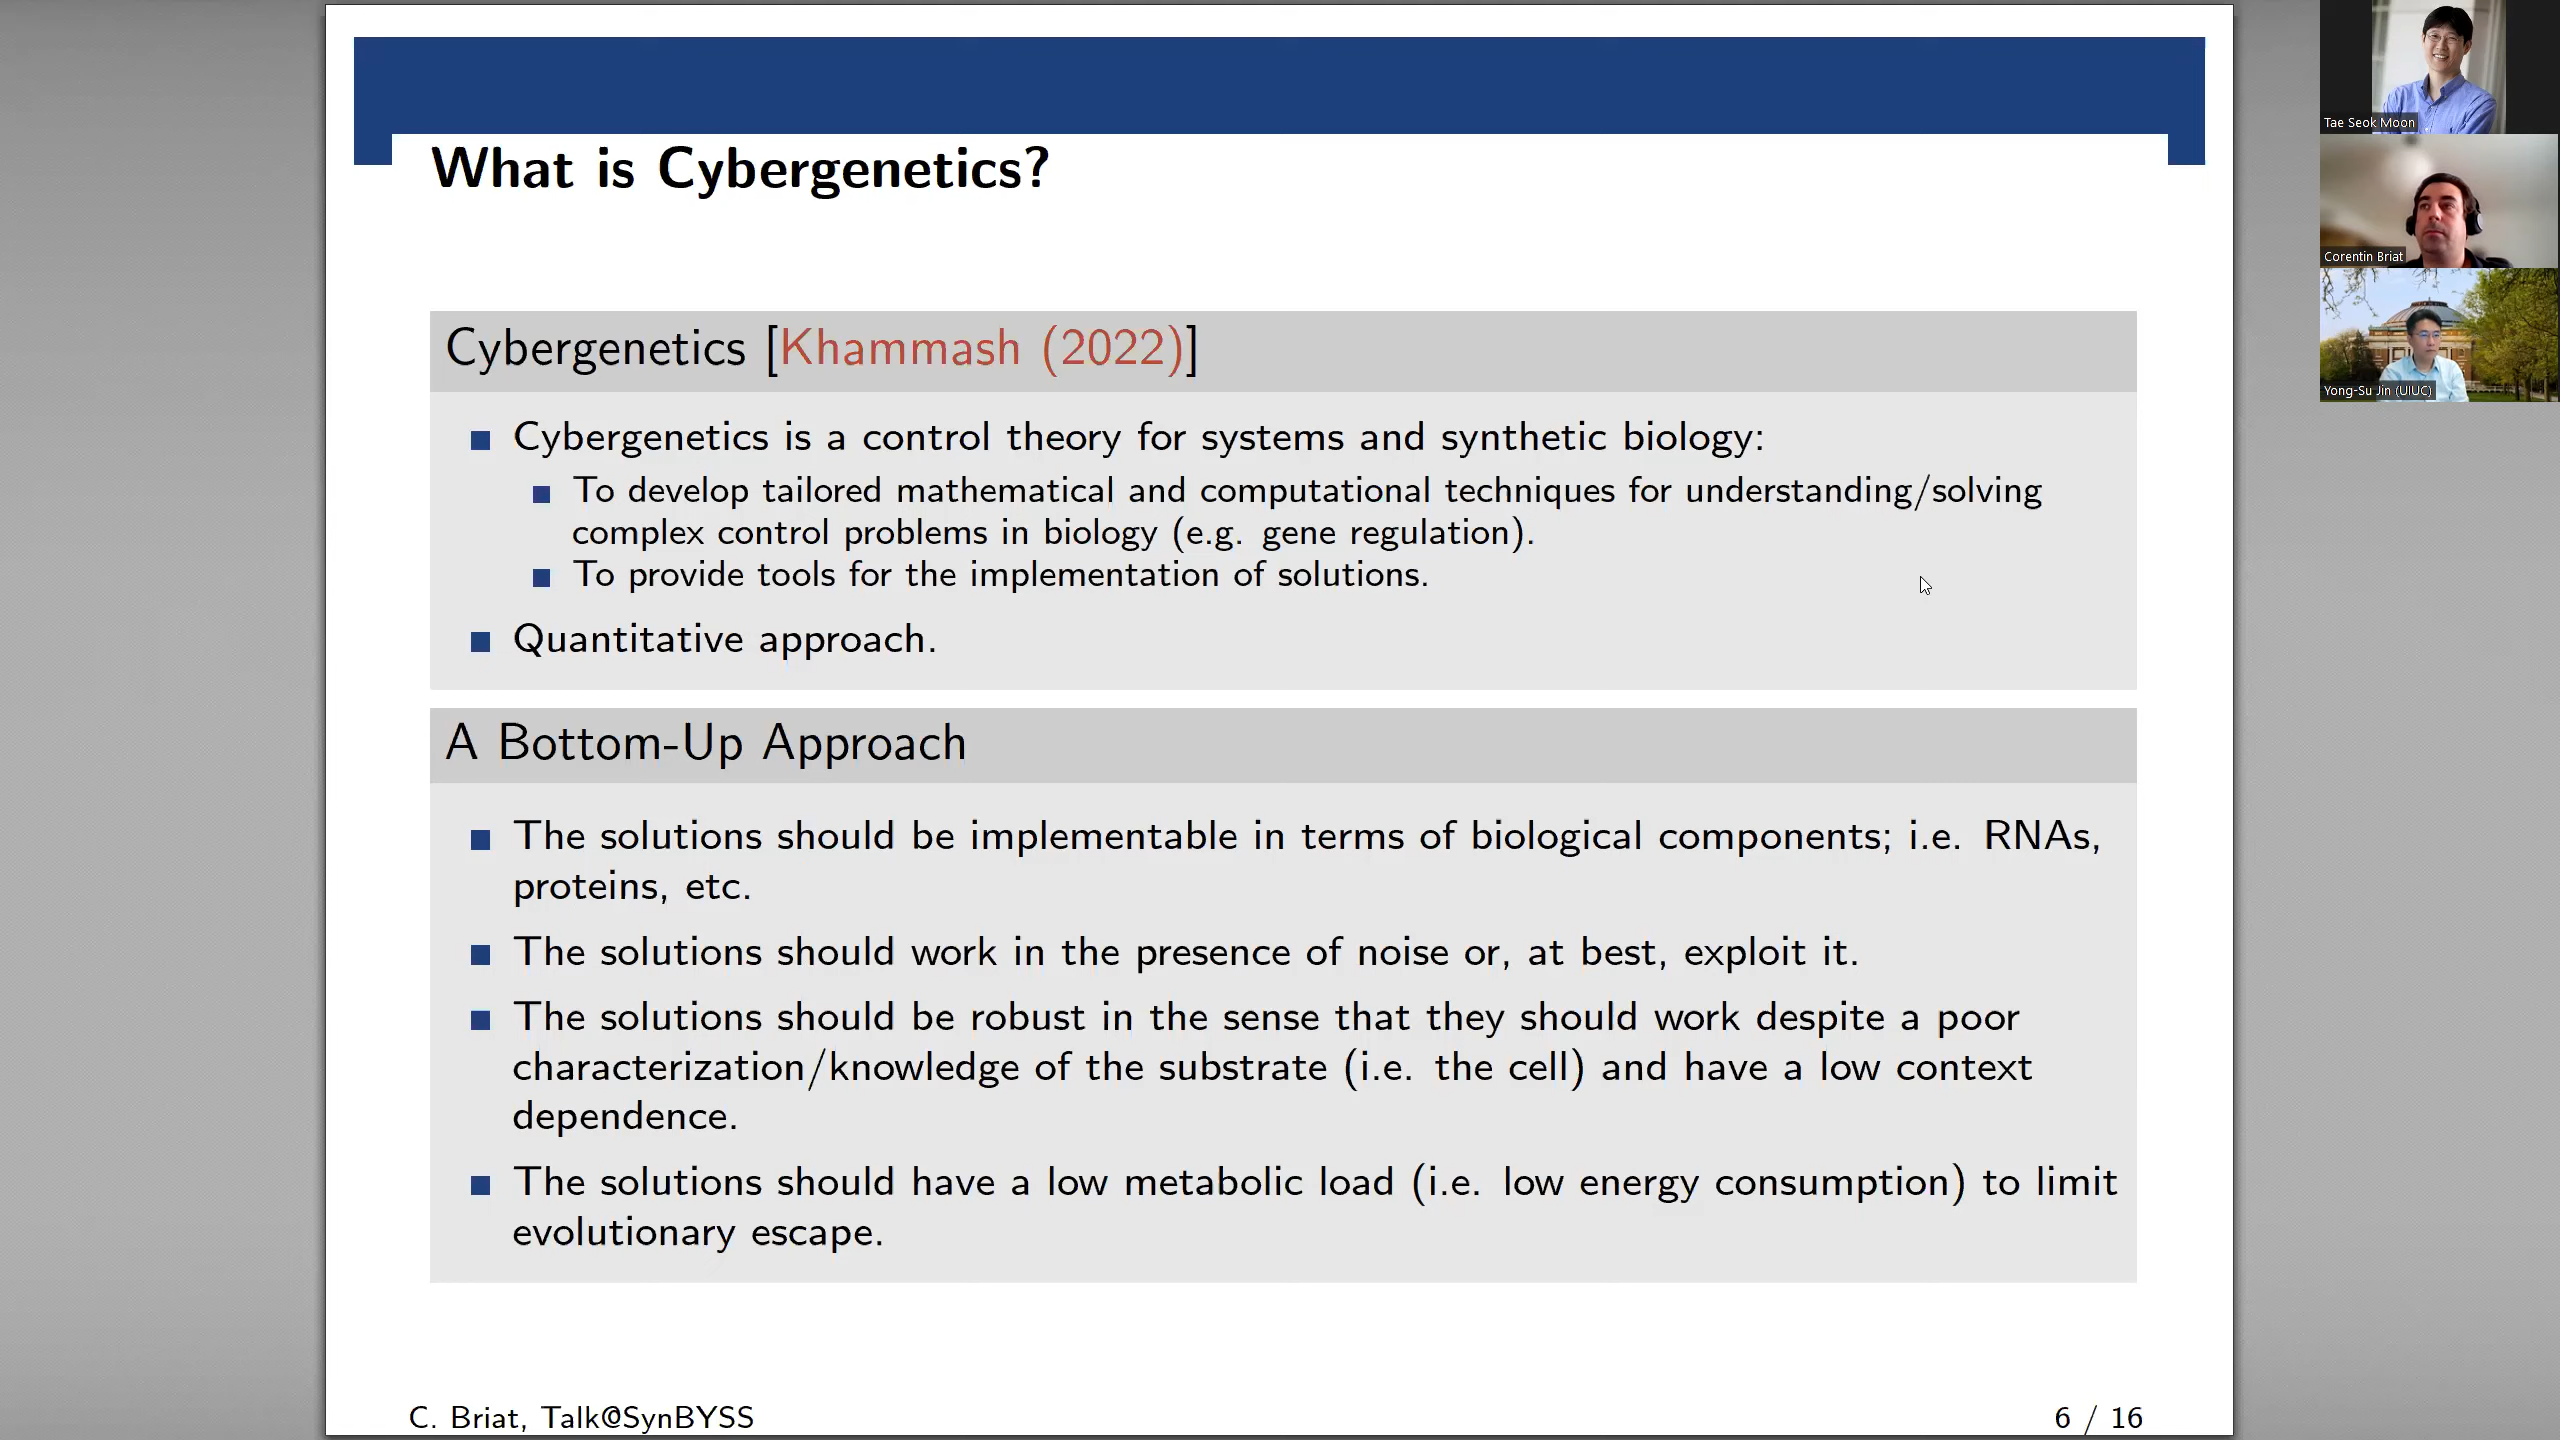 What is Cybergenetics?
Cybergenetics [Khammash (2022)]
Cybergenetics is a control theory for systems and synthetic biology:
To develop tailored mathematical and computational techniques for understanding/solving
complex control problems in biology (e.g. gene regulation).
To provide tools for the implementation of solutions.
Quantitative approach.
A Bottom-Up Approach
The solutions should be implementable in terms of biological components; i.e. RNAs,
proteins, etc.
The solutions should work in the presence of noise or, at best, exploit it.
The solutions should be robust in the sense that they should work despite a poor
characterization/knowledge of the substrate (i.e. the cell) and have a low context
dependence.
The solutions should have a low metabolic load (i.e. low energy consumption) to limit
evolutionary escape.
C. Briat, Talk@SynBYSS
6 / 16
Tae Seok Moon
Corentin Briat
Yong-Su Jin (UIUC)